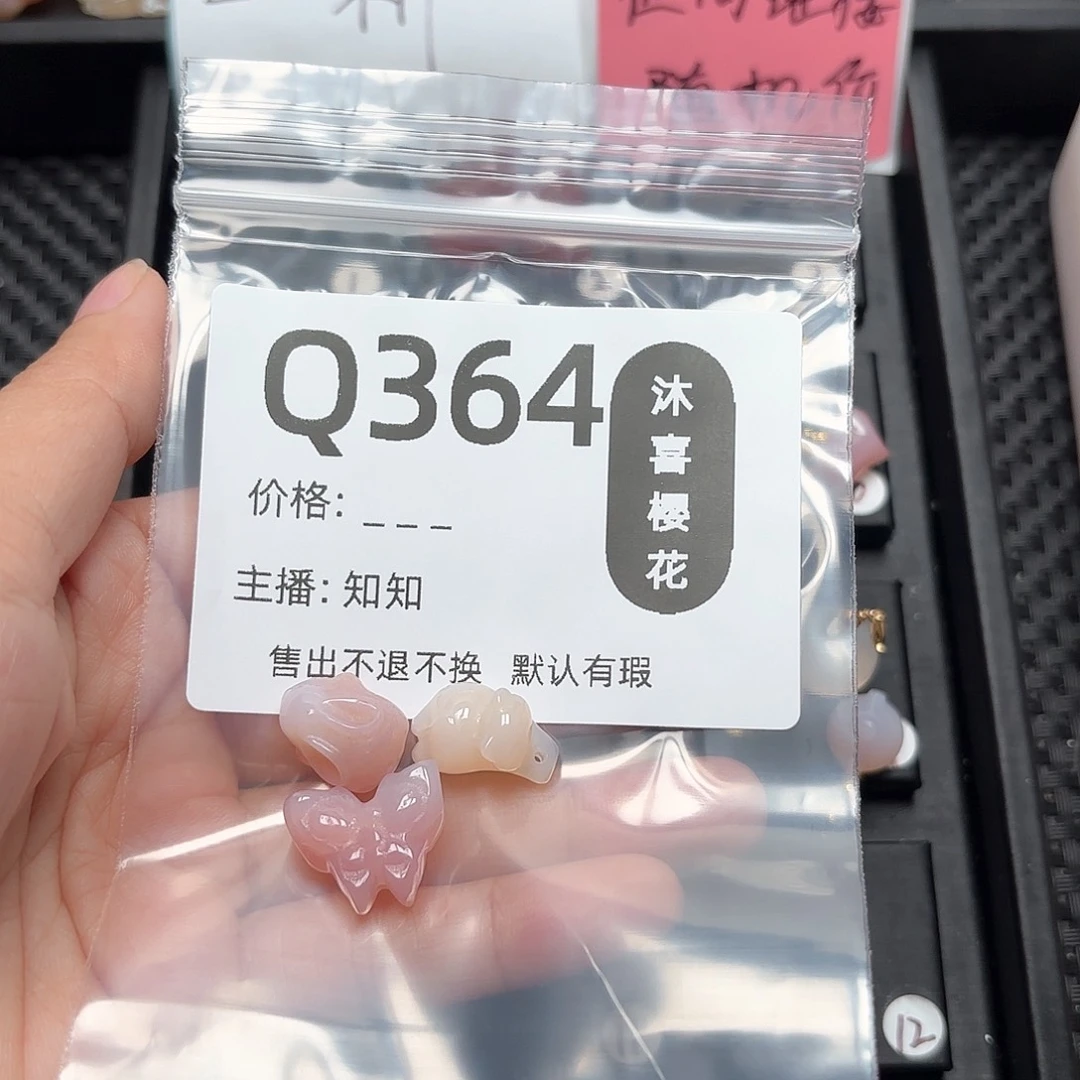 Q364
沐喜樱花
价格: _ _ _
主播: 知知
售出不退不换 默认有瑕
12